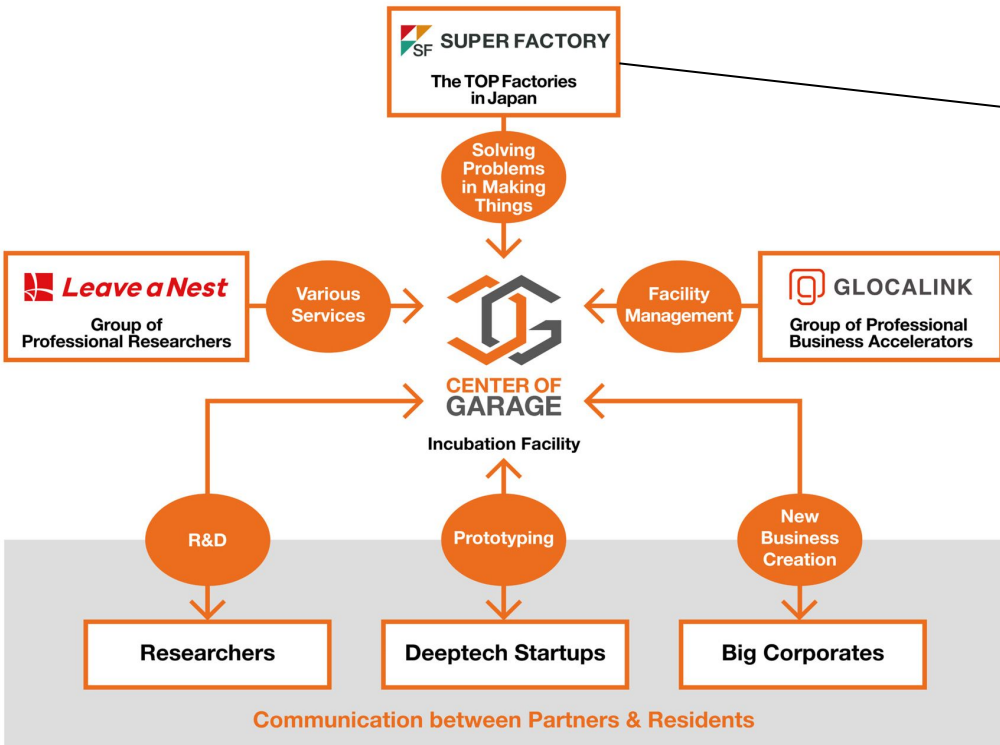 SF SUPER FACTORY
The TOP Factories
in Japan
Solving
Problems
in Making
Things
Leave a Nest
Group of
Professional Researchers
Various
Services
Facility
Management
GLOCALINK
Group of Professional
Business Accelerators
CENTER OF
GARAGE
Incubation Facility
R&D
Prototyping
New
Business
Creation
Researchers
Deeptech Startups
Big Corporates
Communication between Partners & Residents